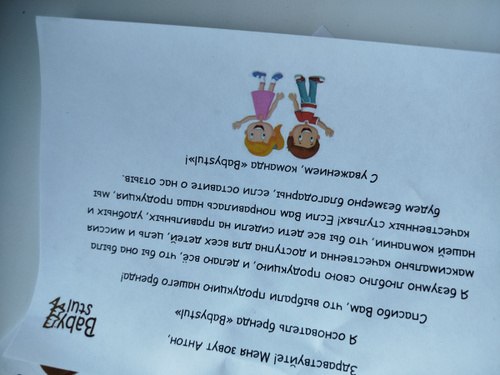 Baby
stul
Здравствуйте! Меня зовут Антон,
Я основатель бренда «Babystul»
Спасибо Вам, что выбрали продукцию нашего бренда!
Я безумно люблю свою продукцию, и делаю всё, что бы она была
максимально качественна и доступна для всех детей, цель и миссия
нашей компании, что бы все дети сидели на правильных, удобных и
качественных стульях! Если Вам понравилась наша продукция, мы
будем безмерно благодарны, если оставите о нас отзыв.
С уважением, команда «Babystul»!